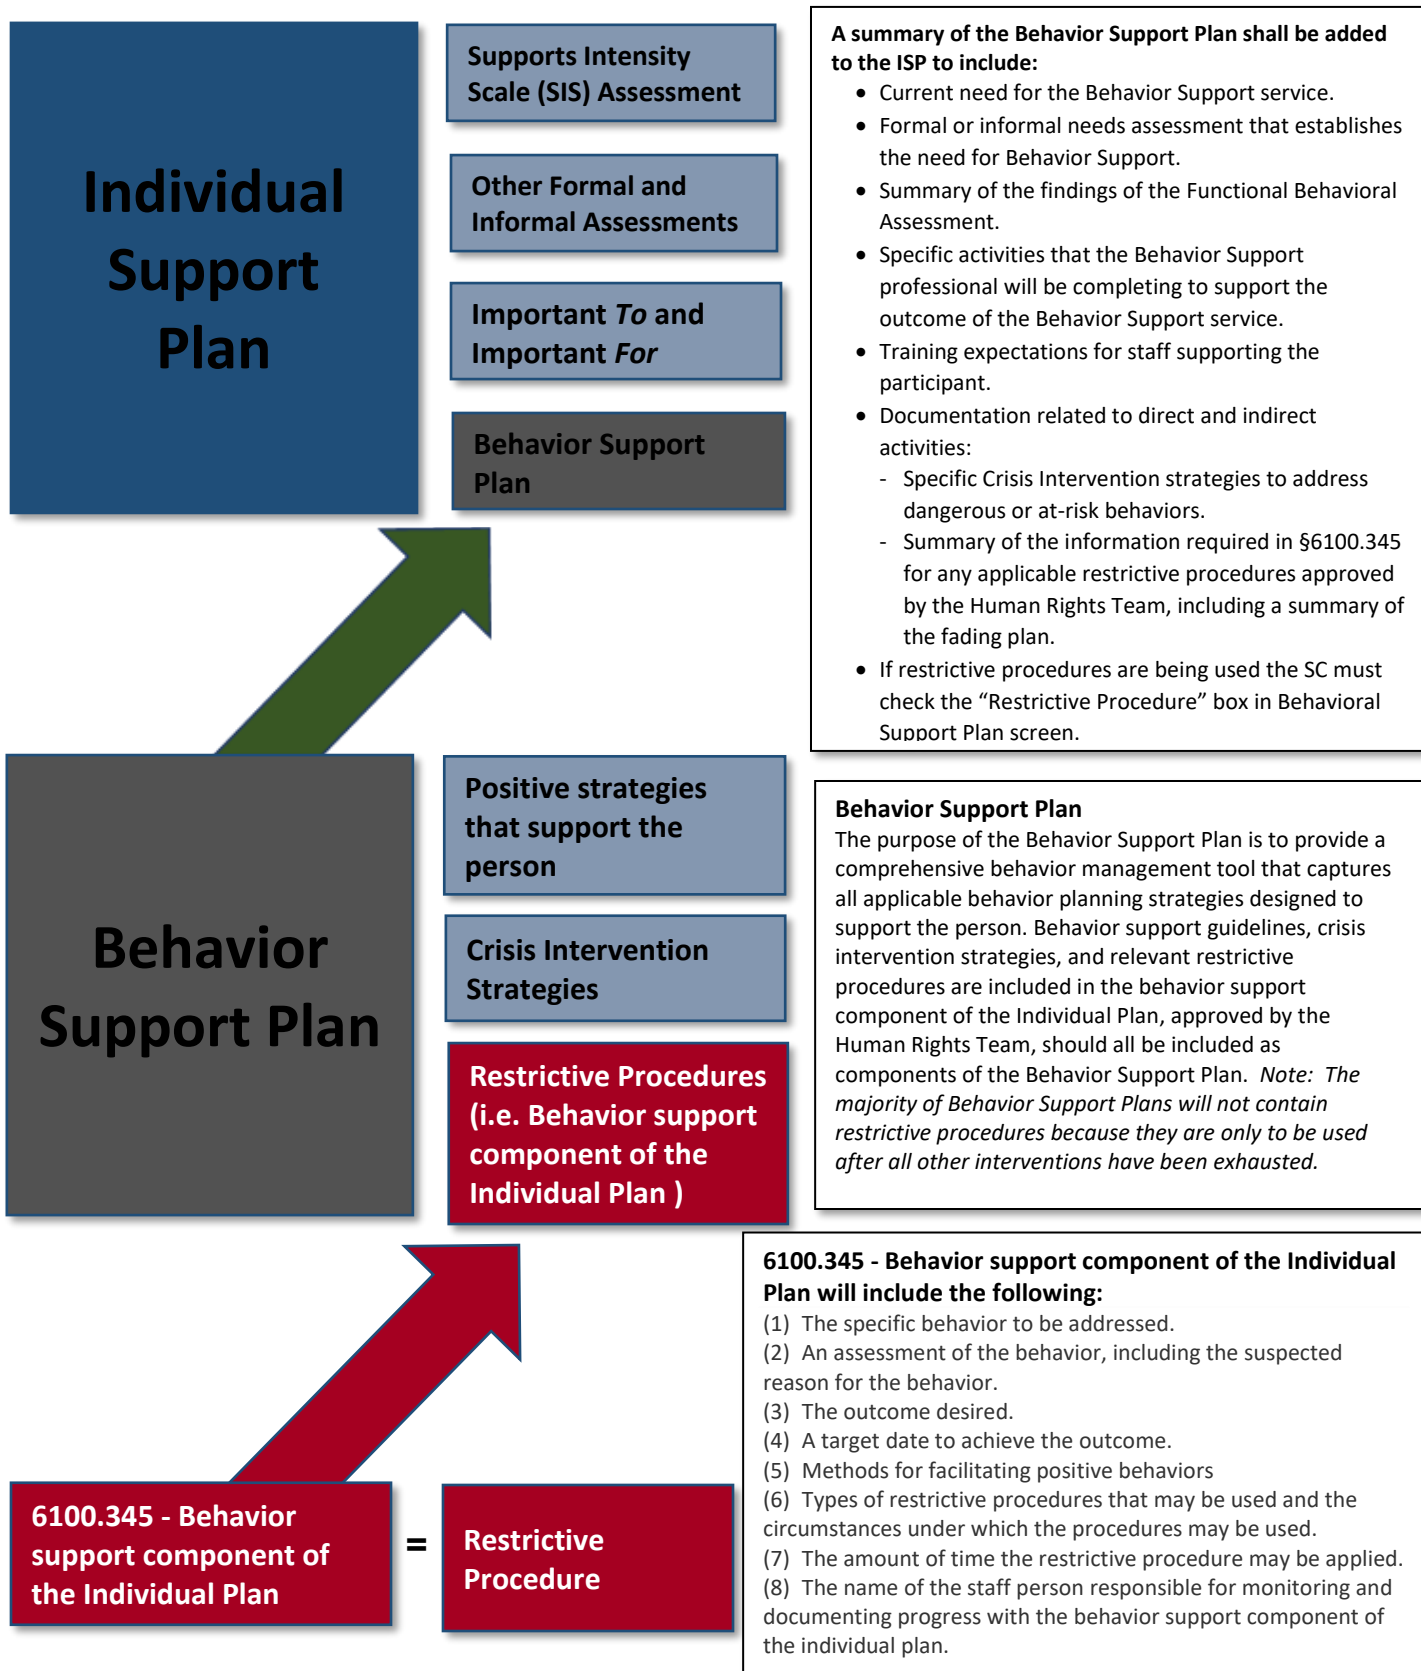 Individual
Support
Plan
Supports Intensity
Scale (SIS) Assessment
Other Formal and
Informal Assessments
Important To and
Important For
Behavior Support
Plan
A summary of the Behavior Support Plan shall be added
to the ISP to include:
• Current need for the Behavior Support service.
• Formal or informal needs assessment that establishes
the need for Behavior Support.
• Summary of the findings of the Functional Behavioral
Assessment.
• Specific activities that the Behavior Support
professional will be completing to support the
outcome of the Behavior Support service.
• Training expectations for staff supporting the
participant.
• Documentation related to direct and indirect
activities:
- Specific Crisis Intervention strategies to address
dangerous or at-risk behaviors.
- Summary of the information required in §6100.345
for any applicable restrictive procedures approved
by the Human Rights Team, including a summary of
the fading plan.
• If restrictive procedures are being used the SC must
check the “Restrictive Procedure” box in Behavioral
Support Plan screen.
Behavior
Support Plan
Positive strategies
that support the
person
Crisis Intervention
Strategies
Restrictive Procedures
(i.e. Behavior support
component of the
Individual Plan )
Behavior Support Plan
The purpose of the Behavior Support Plan is to provide a
comprehensive behavior management tool that captures
all applicable behavior planning strategies designed to
support the person. Behavior support guidelines, crisis
intervention strategies, and relevant restrictive
procedures are included in the behavior support
component of the Individual Plan, approved by the
Human Rights Team, should all be included as
components of the Behavior Support Plan. Note: The
majority of Behavior Support Plans will not contain
restrictive procedures because they are only to be used
after all other interventions have been exhausted.
6100.345 - Behavior
support component of
the Individual Plan
=
Restrictive
Procedure
6100.345 - Behavior support component of the Individual
Plan will include the following:
(1) The specific behavior to be addressed.
(2) An assessment of the behavior, including the suspected
reason for the behavior.
(3) The outcome desired.
(4) A target date to achieve the outcome.
(5) Methods for facilitating positive behaviors
(6) Types of restrictive procedures that may be used and the
circumstances under which the procedures may be used.
(7) The amount of time the restrictive procedure may be applied.
(8) The name of the staff person responsible for monitoring and
documenting progress with the behavior support component of
the individual plan.